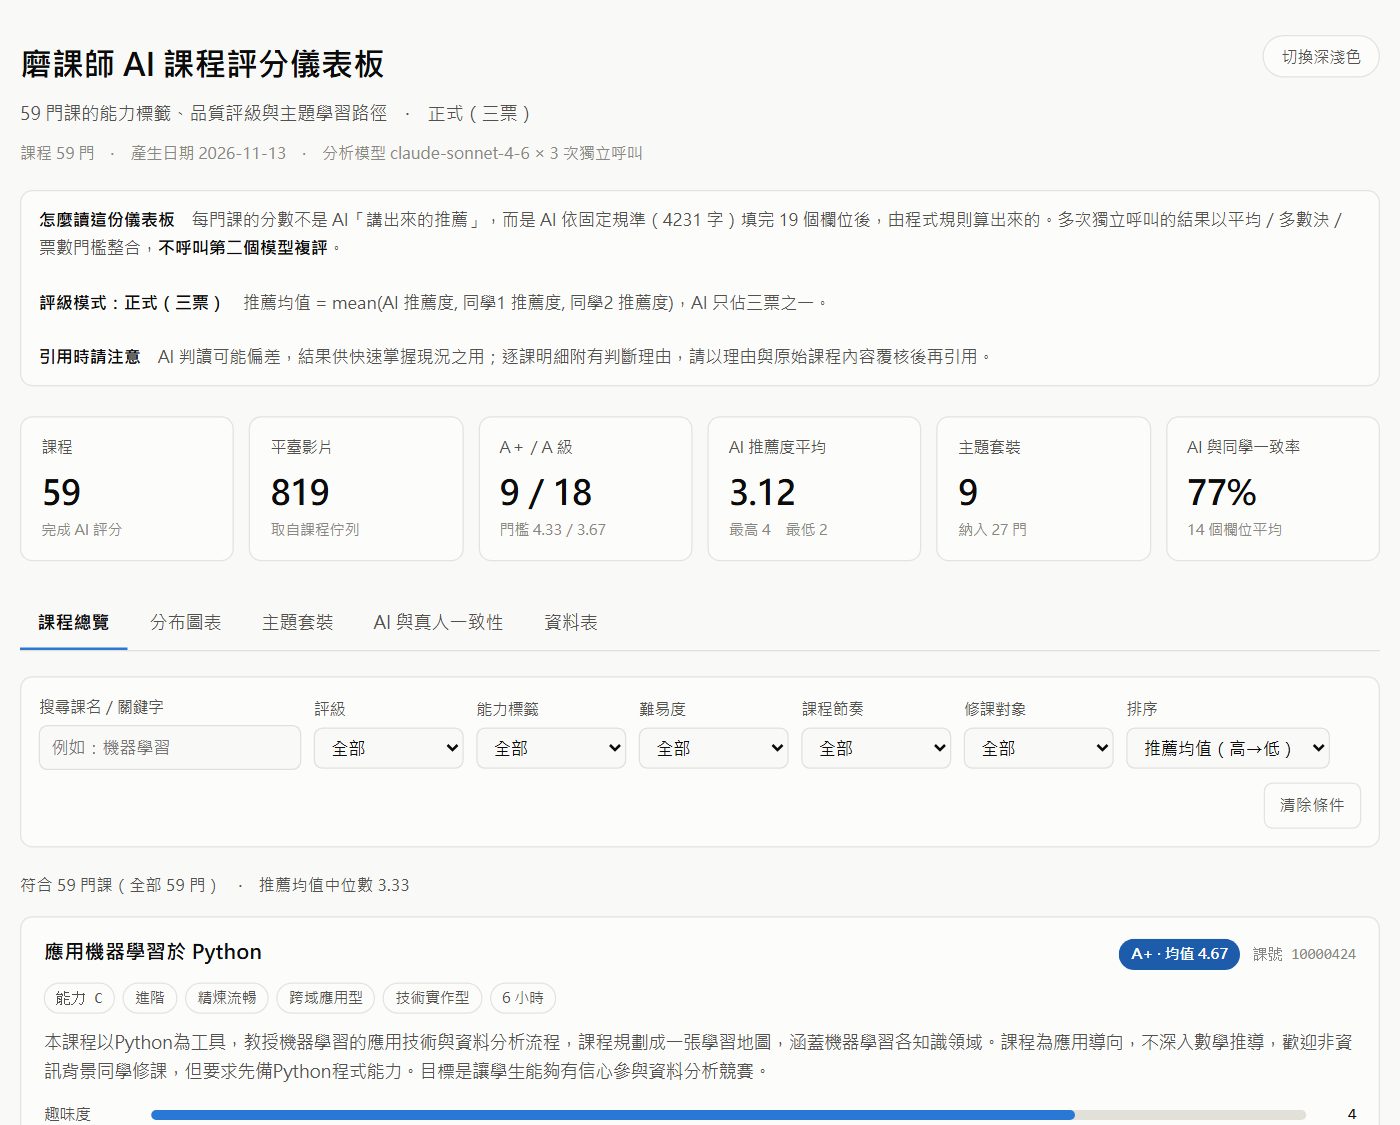 磨課師 AI 課程評分儀表板
切換深淺色
59 門課的能力標籤、品質評級與主題學習路徑 · 正式（三票）
課程 59 門 · 產生日期 2026-11-13 · 分析模型 claude-sonnet-4-6 × 3 次獨立呼叫
怎麼讀這份儀表板 每門課的分數不是 AI「講出來的推薦」，而是 AI 依固定規準（4231 字）填完 19 個欄位後，由程式規則算出來的。多次獨立呼叫的結果以平均 / 多數決 /
票數門檻整合，不呼叫第二個模型複評。
評級模式：正式（三票） 推薦均值 = mean(AI 推薦度, 同學1 推薦度, 同學2 推薦度)，AI 只佔三票之一。
引用時請注意 AI 判讀可能偏差，結果供快速掌握現況之用；逐課明細附有判斷理由，請以理由與原始課程內容覆核後再引用。
課程
59
完成 AI 評分
平臺影片
819
取自課程佇列
A+ / A 級
9 / 18
門檻 4.33 / 3.67
AI 推薦度平均
3.12
最高 4 最低 2
主題套裝
9
納入 27 門
AI 與同學一致率
77%
14 個欄位平均
課程總覽 分布圖表 主題套裝 AI 與真人一致性 資料表
搜尋課名 / 關鍵字 評級 能力標籤 難易度 課程節奏 修課對象 排序
例如：機器學習 全部 全部 全部 全部 全部 推薦均值（高→低）
清除條件
符合 59 門課（全部 59 門） · 推薦均值中位數 3.33
應用機器學習於 Python A+ · 均值 4.67 課號 10000424
能力 C 進階 精煉流暢 跨域應用型 技術實作型 6 小時
本課程以Python為工具，教授機器學習的應用技術與資料分析流程，課程規劃成一張學習地圖，涵蓋機器學習各知識領域。課程為應用導向，不深入數學推導，歡迎非資
訊背景同學修課，但要求先備Python程式能力。目標是讓學生能夠有信心參與資料分析競賽。
趣味度 4